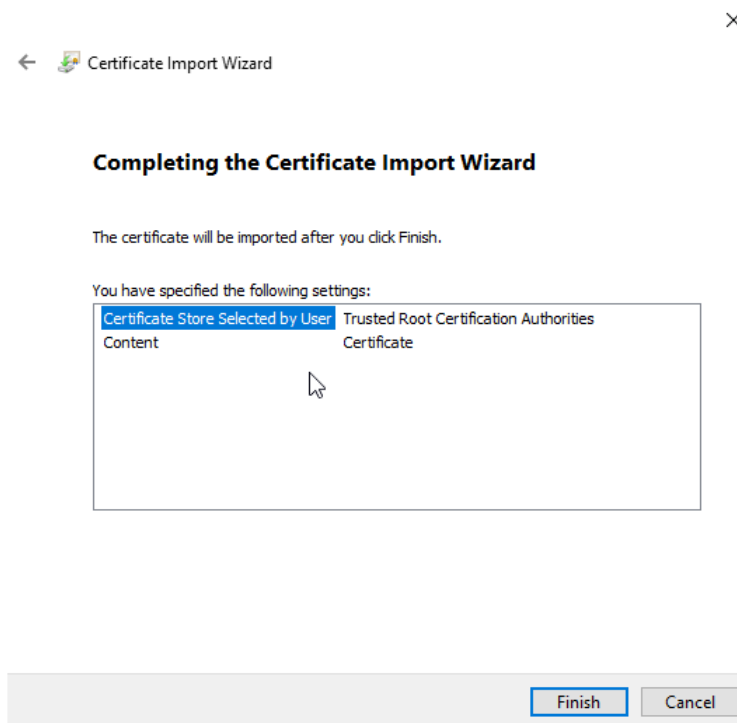 Certificate Import Wizard
Completing the Certificate Import Wizard
The certificate will be imported after you click Finish.
You have specified the following settings:
Certificate Store Selected by User Trusted Root Certification Authorities
Content Certificate
Finish Cancel